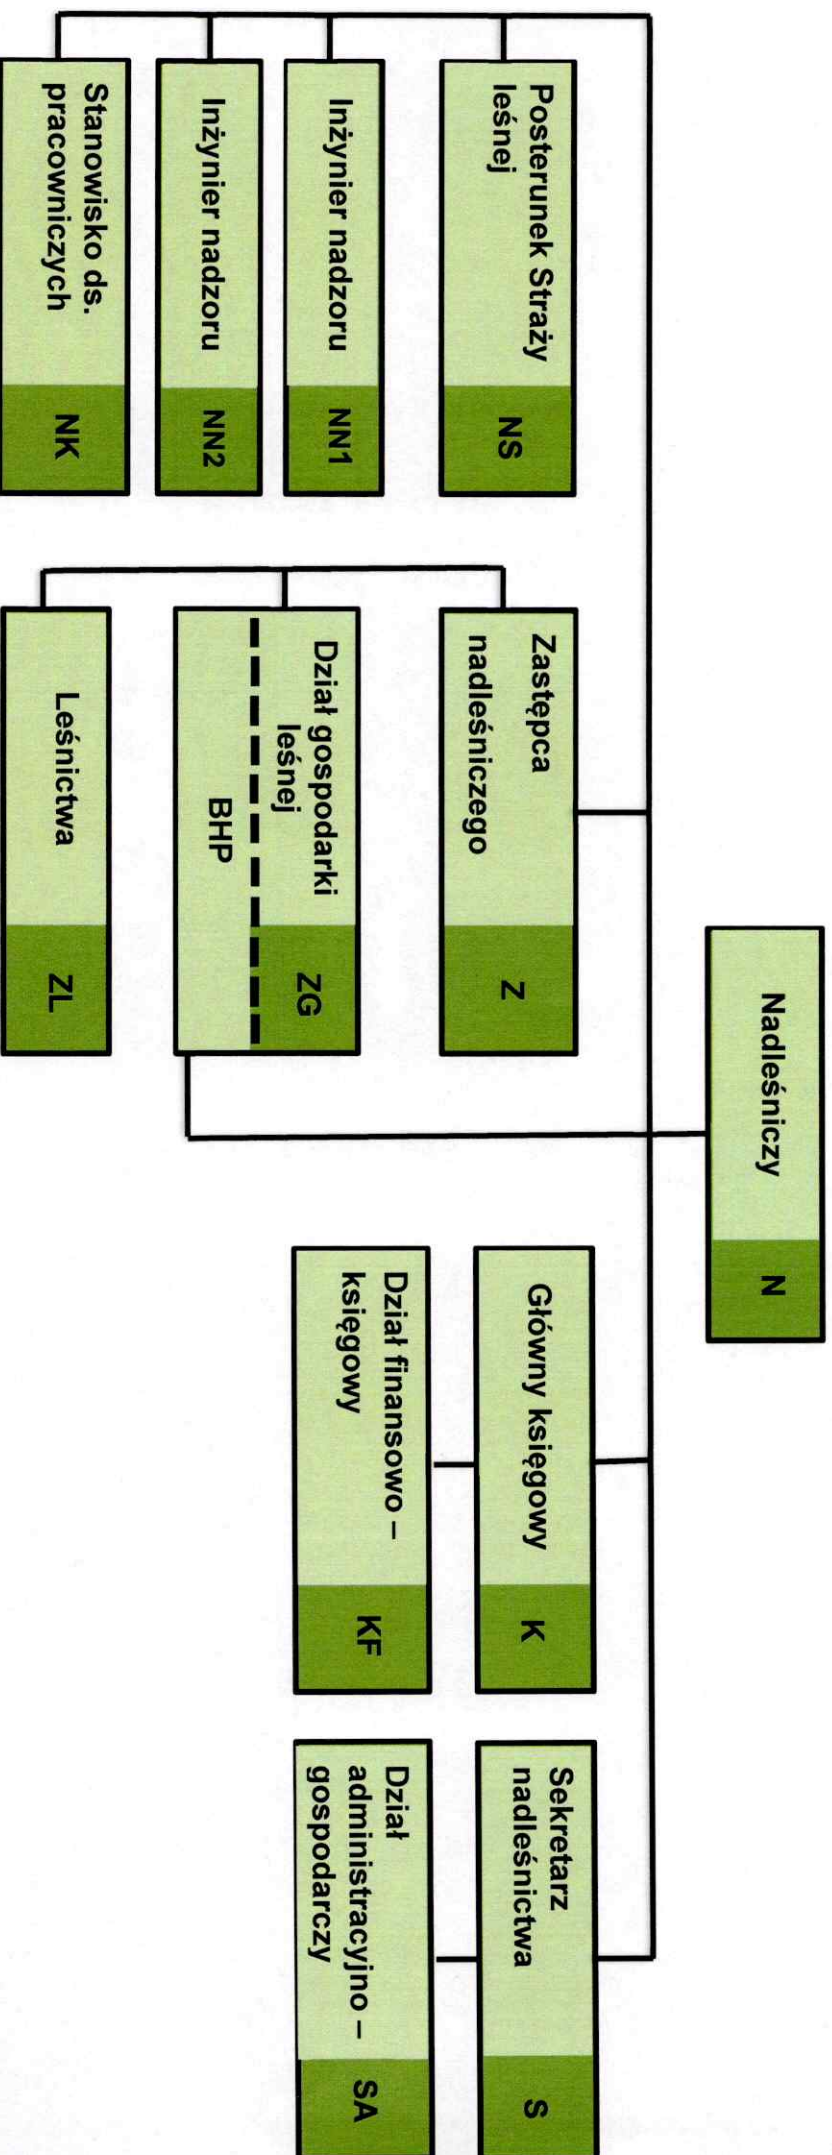 Nadleśniczy
N
Posterunek Straży
leśnej
NS
Inżynier nadzoru
NN1
Inżynier nadzoru
NN2
Stanowisko ds.
pracowniczych
NK
Zastępca
nadleśniczego
Z
Dział gospodarki
leśnej
ZG
BHP
Leśnictwa
ZL
Główny księgowy
K
Dział finansowo –
księgowy
KF
Sekretarz
nadleśnictwa
S
Dział
administracyjno –
gospodarczy
SA